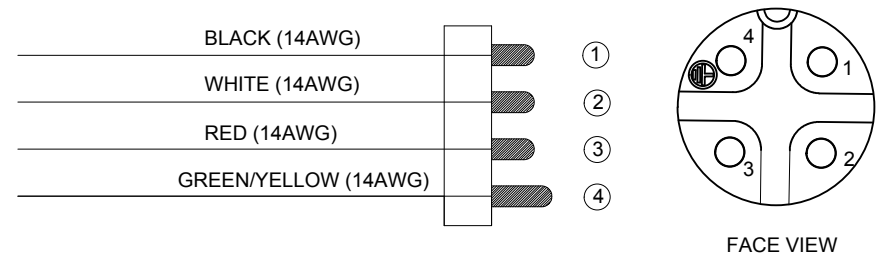 BLACK (14AWG)
1
WHITE (14AWG)
2
RED (14AWG)
3
GREEN/YELLOW (14AWG)
4
4
1
3
2
FACE VIEW